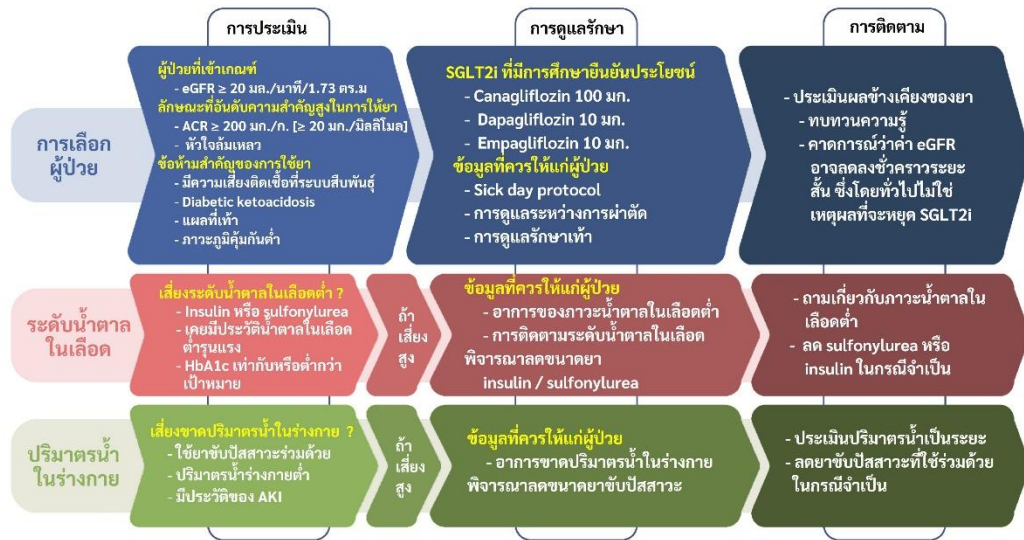 การประเมิน
การดูแลรักษา
การติดตาม
การเลือก
ผู้ป่วย
ผู้ป่วยที่เข้าเกณฑ์
- eGFR ≥ 20 มล./นาที/1.73 ตร.ม
ลักษณะที่อันดับความสำคัญสูงในการให้ยา
- ACR ≥ 200 มก./ก. [≥ 20 มก./มิลลิโมล]
- หัวใจล้มเหลว
ข้อห้ามสำคัญของการใช้ยา
- มีความเสี่ยงติดเชื้อที่ระบบสืบพันธุ์
- Diabetic ketoacidosis
- แผลที่เท้า
- ภาวะภูมิคุ้มกันต่ำ
SGLT2i ที่มีการศึกษายืนยันประโยชน์
- Canagliflozin 100 มก.
- Dapagliflozin 10 มก.
- Empagliflozin 10 มก.
ข้อมูลที่ควรให้แก่ผู้ป่วย
- Sick day protocol
- การดูแลระหว่างการผ่าตัด
- การดูแลรักษาเท้า
- ประเมินผลข้างเคียงของยา
- ทบทวนความรู้
- คาดการณ์ว่าค่า eGFR
อาจลดลงชั่วคราวระยะ
สั้น ซึ่งโดยทั่วไปไม่ใช่
เหตุผลที่จะหยุด SGLT2i
ระดับน้ำตาล
ในเลือด
เสี่ยงระดับน้ำตาลในเลือดต่ำ ?
- Insulin หรือ sulfonylurea
- เคยมีประวัติน้ำตาลในเลือด
ต่ำรุนแรง
- HbA1c เท่ากับหรือต่ำกว่า
เป้าหมาย
ถ้า
เสี่ยง
สูง
ข้อมูลที่ควรให้แก่ผู้ป่วย
- อาการของภาวะน้ำตาลในเลือดต่ำ
- การติดตามระดับน้ำตาลในเลือด
พิจารณาลดขนาดยา
insulin / sulfonylurea
- ถามเกี่ยวกับภาวะน้ำตาลใน
เลือดต่ำ
- ลด sulfonylurea หรือ
insulin ในกรณีจำเป็น
ปริมาตรน้ำ
ในร่างกาย
เสี่ยงขาดปริมาตรน้ำในร่างกาย ?
- ใช้ยาขับปัสสาวะร่วมด้วย
- ปริมาตรน้ำร่างกายต่ำ
- มีประวัติของ AKI
ถ้า
เสี่ยง
สูง
ข้อมูลที่ควรให้แก่ผู้ป่วย
- อาการขาดปริมาตรน้ำในร่างกาย
พิจารณาลดขนาดยาขับปัสสาวะ
- ประเมินปริมาตรน้ำเป็นระยะ
- ลดยาขับปัสสาวะที่ใช้ร่วมด้วย
ในกรณีจำเป็น